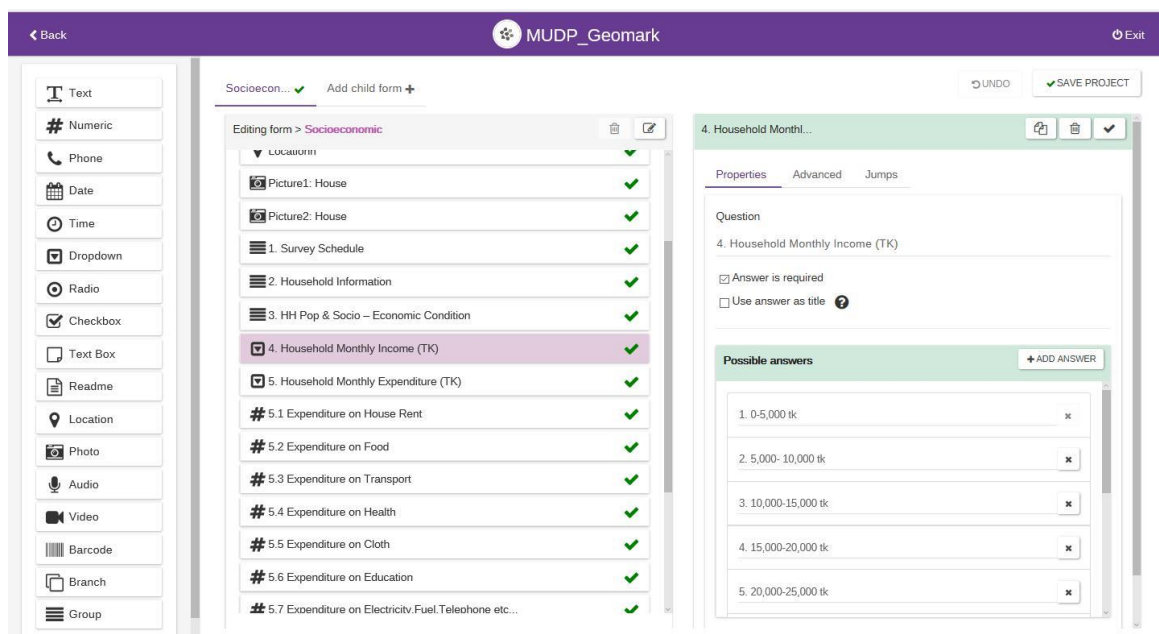 Back
MUDP_Geomark
Exit
Text
Numeric
Phone
Date
Time
Dropdown
Radio
Checkbox
Text Box
Readme
Location
Photo
Audio
Video
Barcode
Branch
Group
Socioecon...
Add child form
UNDO
SAVE PROJECT
Editing form > Socioeconomic
Locationn
Picture1: House
Picture2: House
1. Survey Schedule
2. Household Information
3. HH Pop & Socio – Economic Condition
4. Household Monthly Income (TK)
5. Household Monthly Expenditure (TK)
5.1 Expenditure on House Rent
5.2 Expenditure on Food
5.3 Expenditure on Transport
5.4 Expenditure on Health
5.5 Expenditure on Cloth
5.6 Expenditure on Education
5.7 Expenditure on Electricity,Fuel,Telephone etc...
4. Household Monthl...
Properties
Advanced
Jumps
Question
4. Household Monthly Income (TK)
Answer is required
Use answer as title
Possible answers
ADD ANSWER
1. 0-5,000 tk
2. 5,000- 10,000 tk
3. 10,000-15,000 tk
4. 15,000-20,000 tk
5. 20,000-25,000 tk